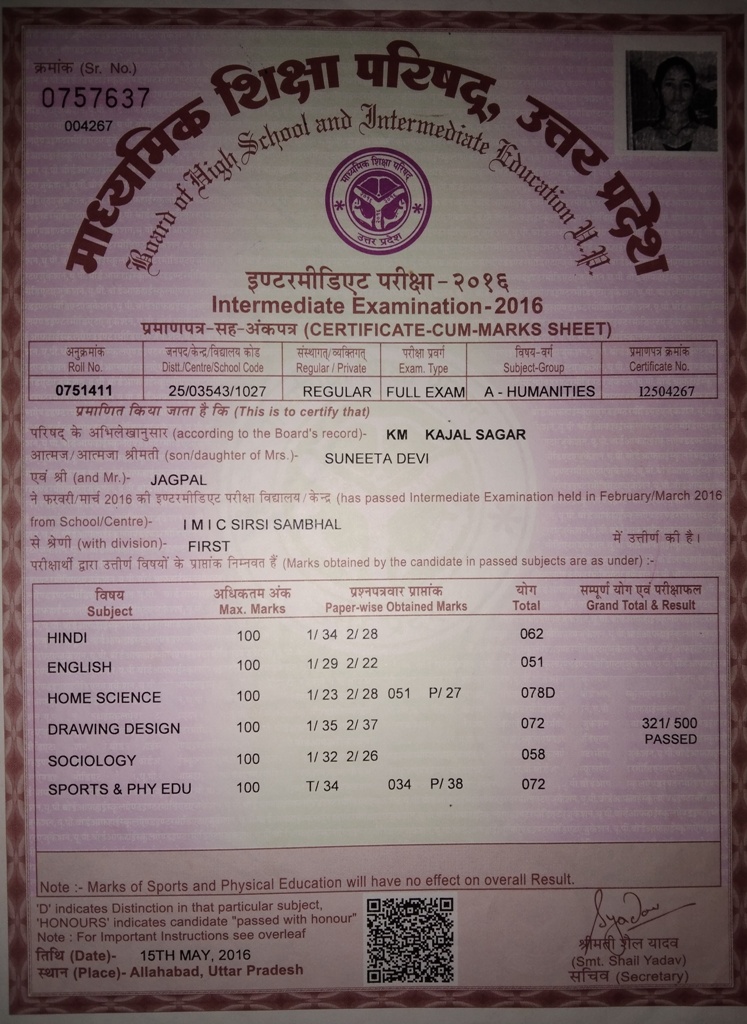 क्रमांक (Sr. No.)
0757637
004267
माध्यमिक शिक्षा परिषद्, उत्तर प्रदेश
Board of High School and Intermediate Education U.P.
माध्यमिक शिक्षा परिषद्
उत्तर प्रदेश
इण्टरमीडिएट परीक्षा - २०१६
Intermediate Examination - 2016
प्रमाणपत्र-सह-अंकपत्र (CERTIFICATE-CUM-MARKS SHEET)
अनुक्रमांक जनपद/केन्द्र/विद्यालय कोड संस्थागत/व्यक्तिगत परीक्षा प्रवर्ग विषय-वर्ग प्रमाणपत्र क्रमांक
Roll No. Distt./Centre/School Code Regular / Private Exam. Type Subject-Group Certificate No.
0751411 25/03543/1027 REGULAR FULL EXAM A - HUMANITIES 12504267
प्रमाणित किया जाता है कि (This is to certify that)
परिषद के अभिलेखानुसार (according to the Board's record)- KM KAJAL SAGAR
आत्मज/आत्मजा श्रीमती (son/daughter of Mrs.)- SUNEETA DEVI
एवं श्री (and Mr.)- JAGPAL
ने फरवरी/मार्च 2016 की इण्टरमीडिएट परीक्षा विद्यालय/केन्द्र (has passed Intermediate Examination held in February/March 2016
from School/Centre)- I M I C SIRSI SAMBHAL
से श्रेणी (with division)- FIRST में उत्तीर्ण की है।
परीक्षार्थी द्वारा उत्तीर्ण विषयों के प्राप्तांक निम्नवत हैं (Marks obtained by the candidate in passed subjects are as under) :-
विषय अधिकतम अंक प्रश्नपत्रवार प्राप्तांक योग सम्पूर्ण योग एवं परीक्षाफल
Subject Max. Marks Paper-wise Obtained Marks Total Grand Total & Result
HINDI 100 1/ 34 2/ 28 062
ENGLISH 100 1/ 29 2/ 22 051
HOME SCIENCE 100 1/ 23 2/ 28 051 P/ 27 078D
DRAWING DESIGN 100 1/ 35 2/ 37 072 321/ 500
PASSED
SOCIOLOGY 100 1/ 32 2/ 26 058
SPORTS & PHY EDU 100 T/ 34 034 P/ 38 072
Note :- Marks of Sports and Physical Education will have no effect on overall Result.
'D' indicates Distinction in that particular subject,
'HONOURS' indicates candidate "passed with honour"
Note : For Important Instructions see overleaf
तिथि (Date)- 15TH MAY, 2016
स्थान (Place)- Allahabad, Uttar Pradesh
श्रीमती शैल यादव
(Smt. Shail Yadav)
सचिव (Secretary)